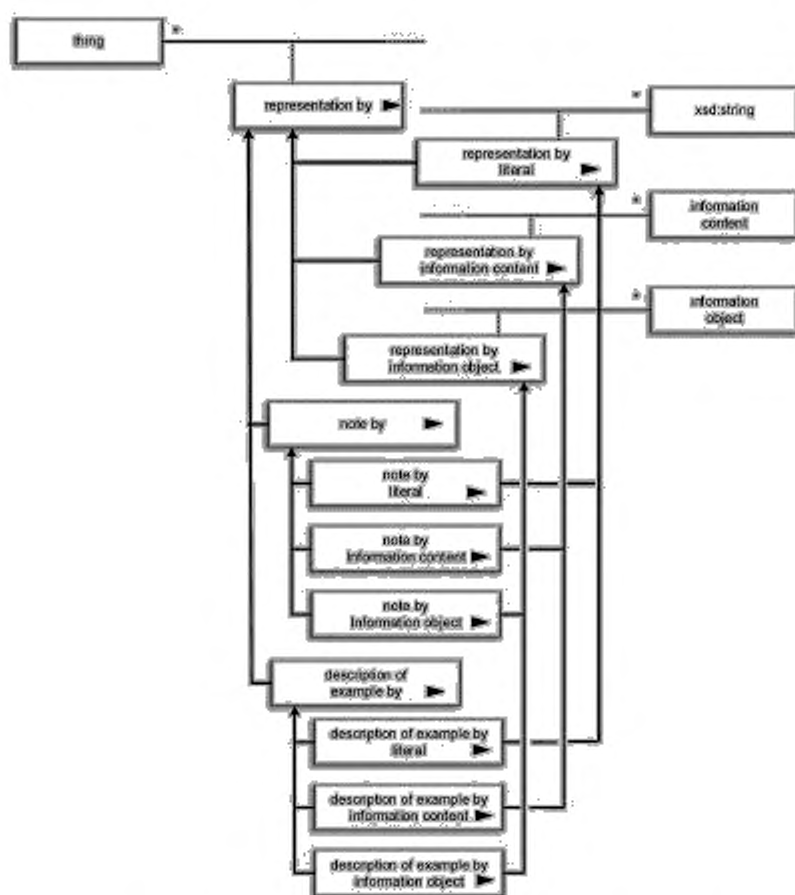 thing
*
representation by
*
xsd:string
representation by
literal
*
information
content
representation by
information content
*
information
object
representation by
information object
note by
note by
literal
note by
Information content
note by
Information object
description of
example by
description of example by
literal
description of example by
information content
description of example by
information object